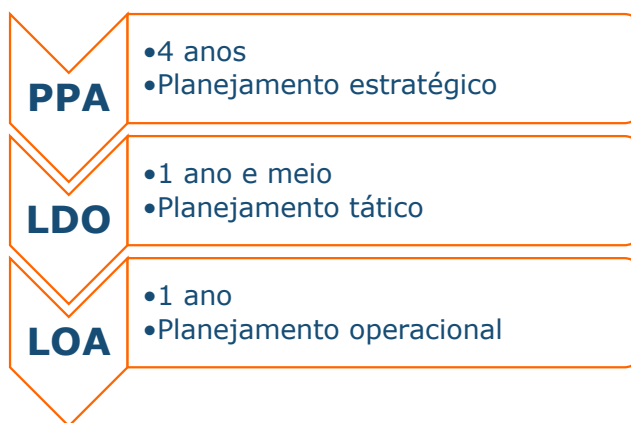 PPA
•4 anos
•Planejamento estratégico
LDO
•1 ano e meio
•Planejamento tático
LOA
•1 ano
•Planejamento operacional